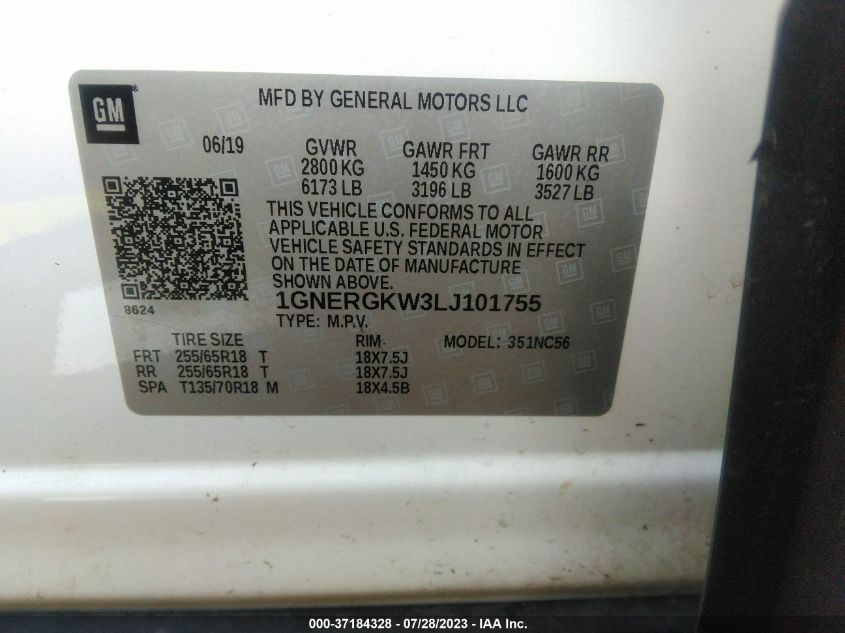 GM
MFD BY GENERAL MOTORS LLC
06/19 GVWR GAWR FRT GAWR RR
2800 KG 1450 KG 1600 KG
6173 LB 3196 LB 3527 LB
THIS VEHICLE CONFORMS TO ALL
APPLICABLE U.S. FEDERAL MOTOR
VEHICLE SAFETY STANDARDS IN EFFECT
ON THE DATE OF MANUFACTURE
SHOWN ABOVE.
8624
1GNERGKW3LJ101755
TYPE: M.P.V.
TIRE SIZE RIM MODEL: 351NC56
FRT 255/65R18 T 18X7.5J
RR 255/65R18 T 18X7.5J
SPA T135/70R18 M 18X4.5B
000-37184328 - 07/28/2023 - IAA Inc.